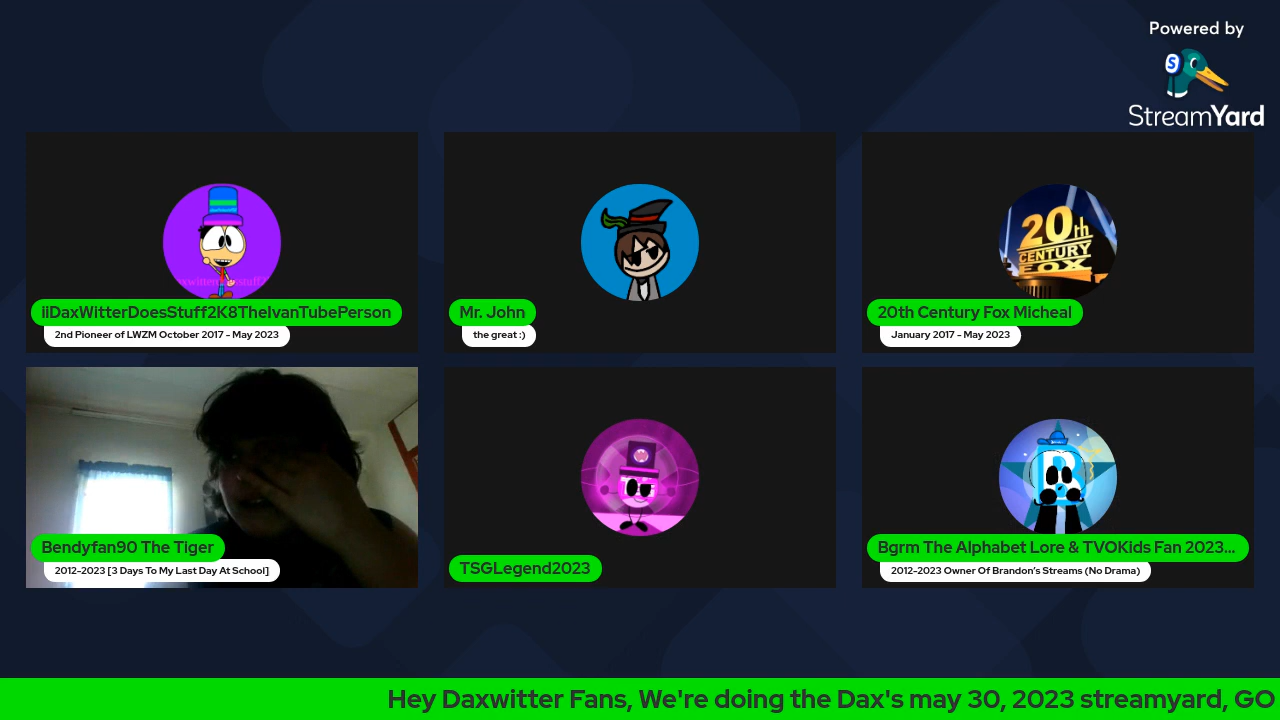 Powered by
StreamYard
iiDaxWitterDoesStuff2K8TheIvanTubePerson
2nd Pioneer of LWZM October 2017 - May 2023
Mr. John
the great :)
20th
CENTURY
FOX
20th Century Fox Micheal
January 2017 - May 2023
Bendyfan90 The Tiger
2012-2023 [3 Days To My Last Day At School]
TSGLegend2023
Bgrm The Alphabet Lore & TVOKids Fan 2023...
2012-2023 Owner Of Brandon's Streams (No Drama)
Hey Daxwitter Fans, We're doing the Dax's may 30, 2023 streamyard, GO